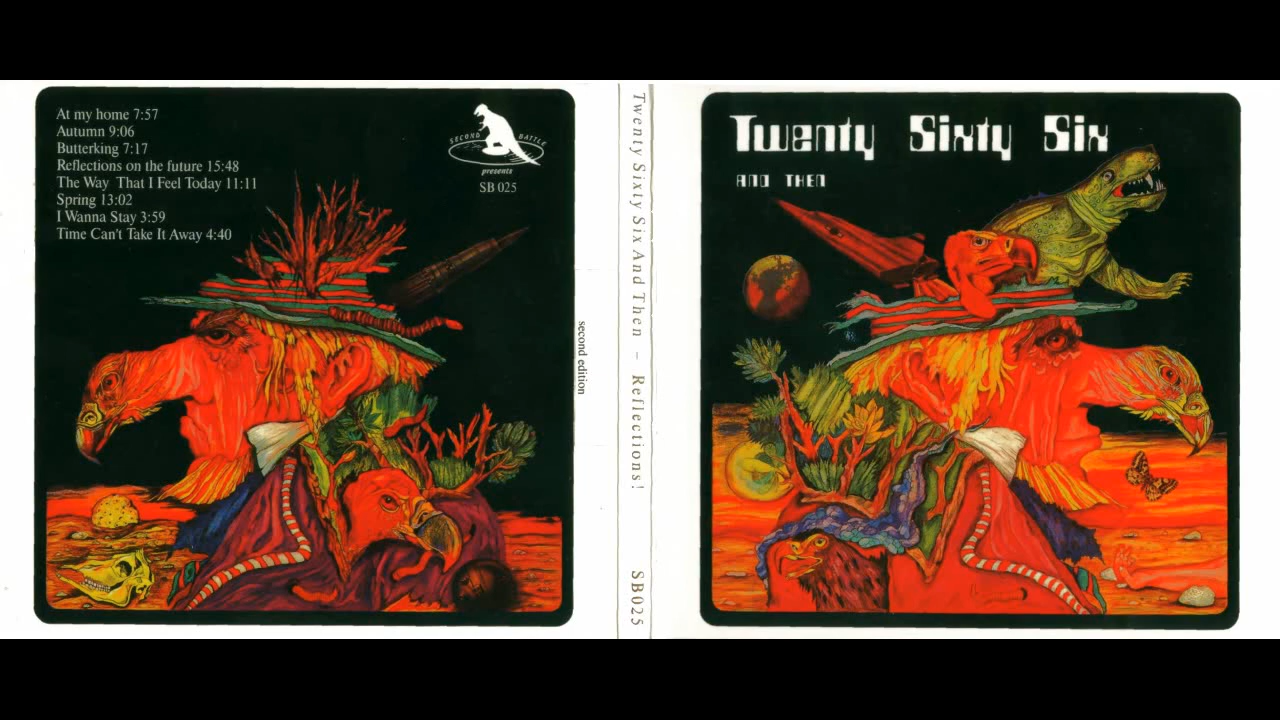 At my home 7:57
Autumn 9:06
Butterking 7:17
Reflections on the future 15:48
The Way That I Feel Today 11:11
Spring 13:02
I Wanna Stay 3:59
Time Can't Take It Away 4:40
SECOND BATTLE
presents
SB 025
second edition
Twenty Sixty Six And Then - Reflections! SB025
Twenty Sixty Six
AND THEN